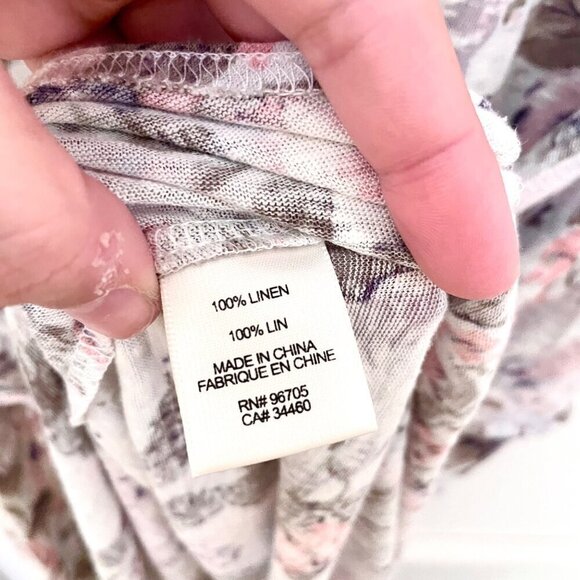 100% LINEN
100% LIN
MADE IN CHINA
FABRIQUE EN CHINE
RN# 96705
CA# 34460